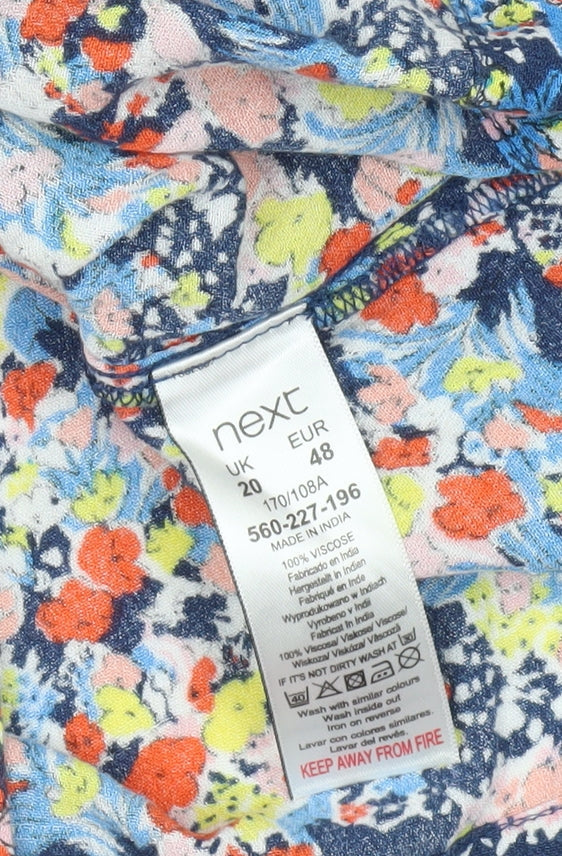 next
UK EUR
20 48
170/108A
560-227-196
MADE IN INDIA
100% VISCOSE
Fabricado en India
Hergestellt in Indien
Fabriqué en Inde
Wyprodukowano w Indiach
Vyrobeno v Indii
Fabricat în India
100% Viscosa/ Viskose/ Viscose/
Wiskoza/ Viskóza/ Vâscoză
IF IT'S NOT DIRTY WASH AT 30
40
Wash with similar colours
Wash inside out
Iron on reverse
Lavar con colores similares.
Lavar del revés.
KEEP AWAY FROM FIRE